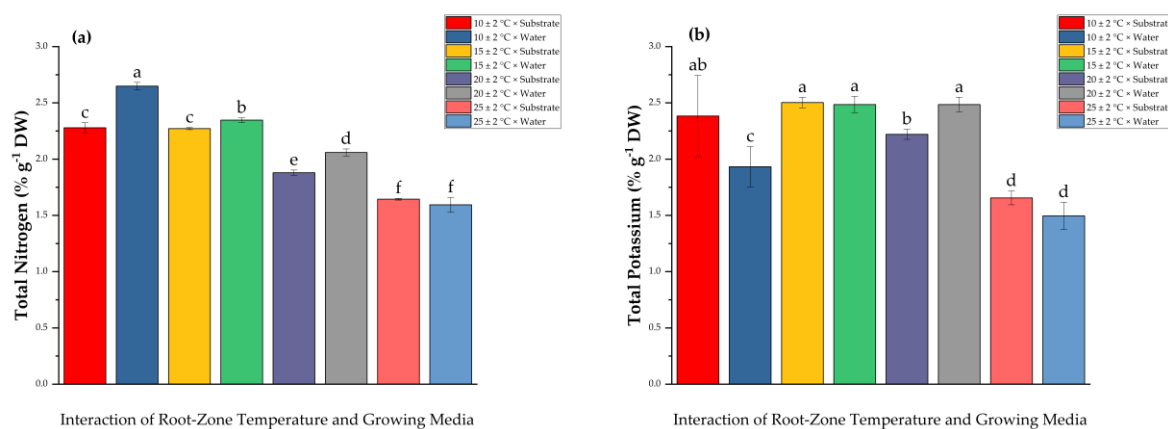 (a)
10 ± 2 °C × Substrate
10 ± 2 °C × Water
15 ± 2 °C × Substrate
15 ± 2 °C × Water
20 ± 2 °C × Substrate
20 ± 2 °C × Water
25 ± 2 °C × Substrate
25 ± 2 °C × Water
Total Nitrogen (% g⁻¹ DW)
3.0
2.5
2.0
1.5
1.0
0.5
0.0
c
a
c
b
e
d
f
f
Interaction of Root-Zone Temperature and Growing Media
(b)
10 ± 2 °C × Substrate
10 ± 2 °C × Water
15 ± 2 °C × Substrate
15 ± 2 °C × Water
20 ± 2 °C × Substrate
20 ± 2 °C × Water
25 ± 2 °C × Substrate
25 ± 2 °C × Water
Total Potassium (% g⁻¹ DW)
3.0
2.5
2.0
1.5
1.0
0.5
0.0
ab
c
a
a
b
a
d
d
Interaction of Root-Zone Temperature and Growing Media